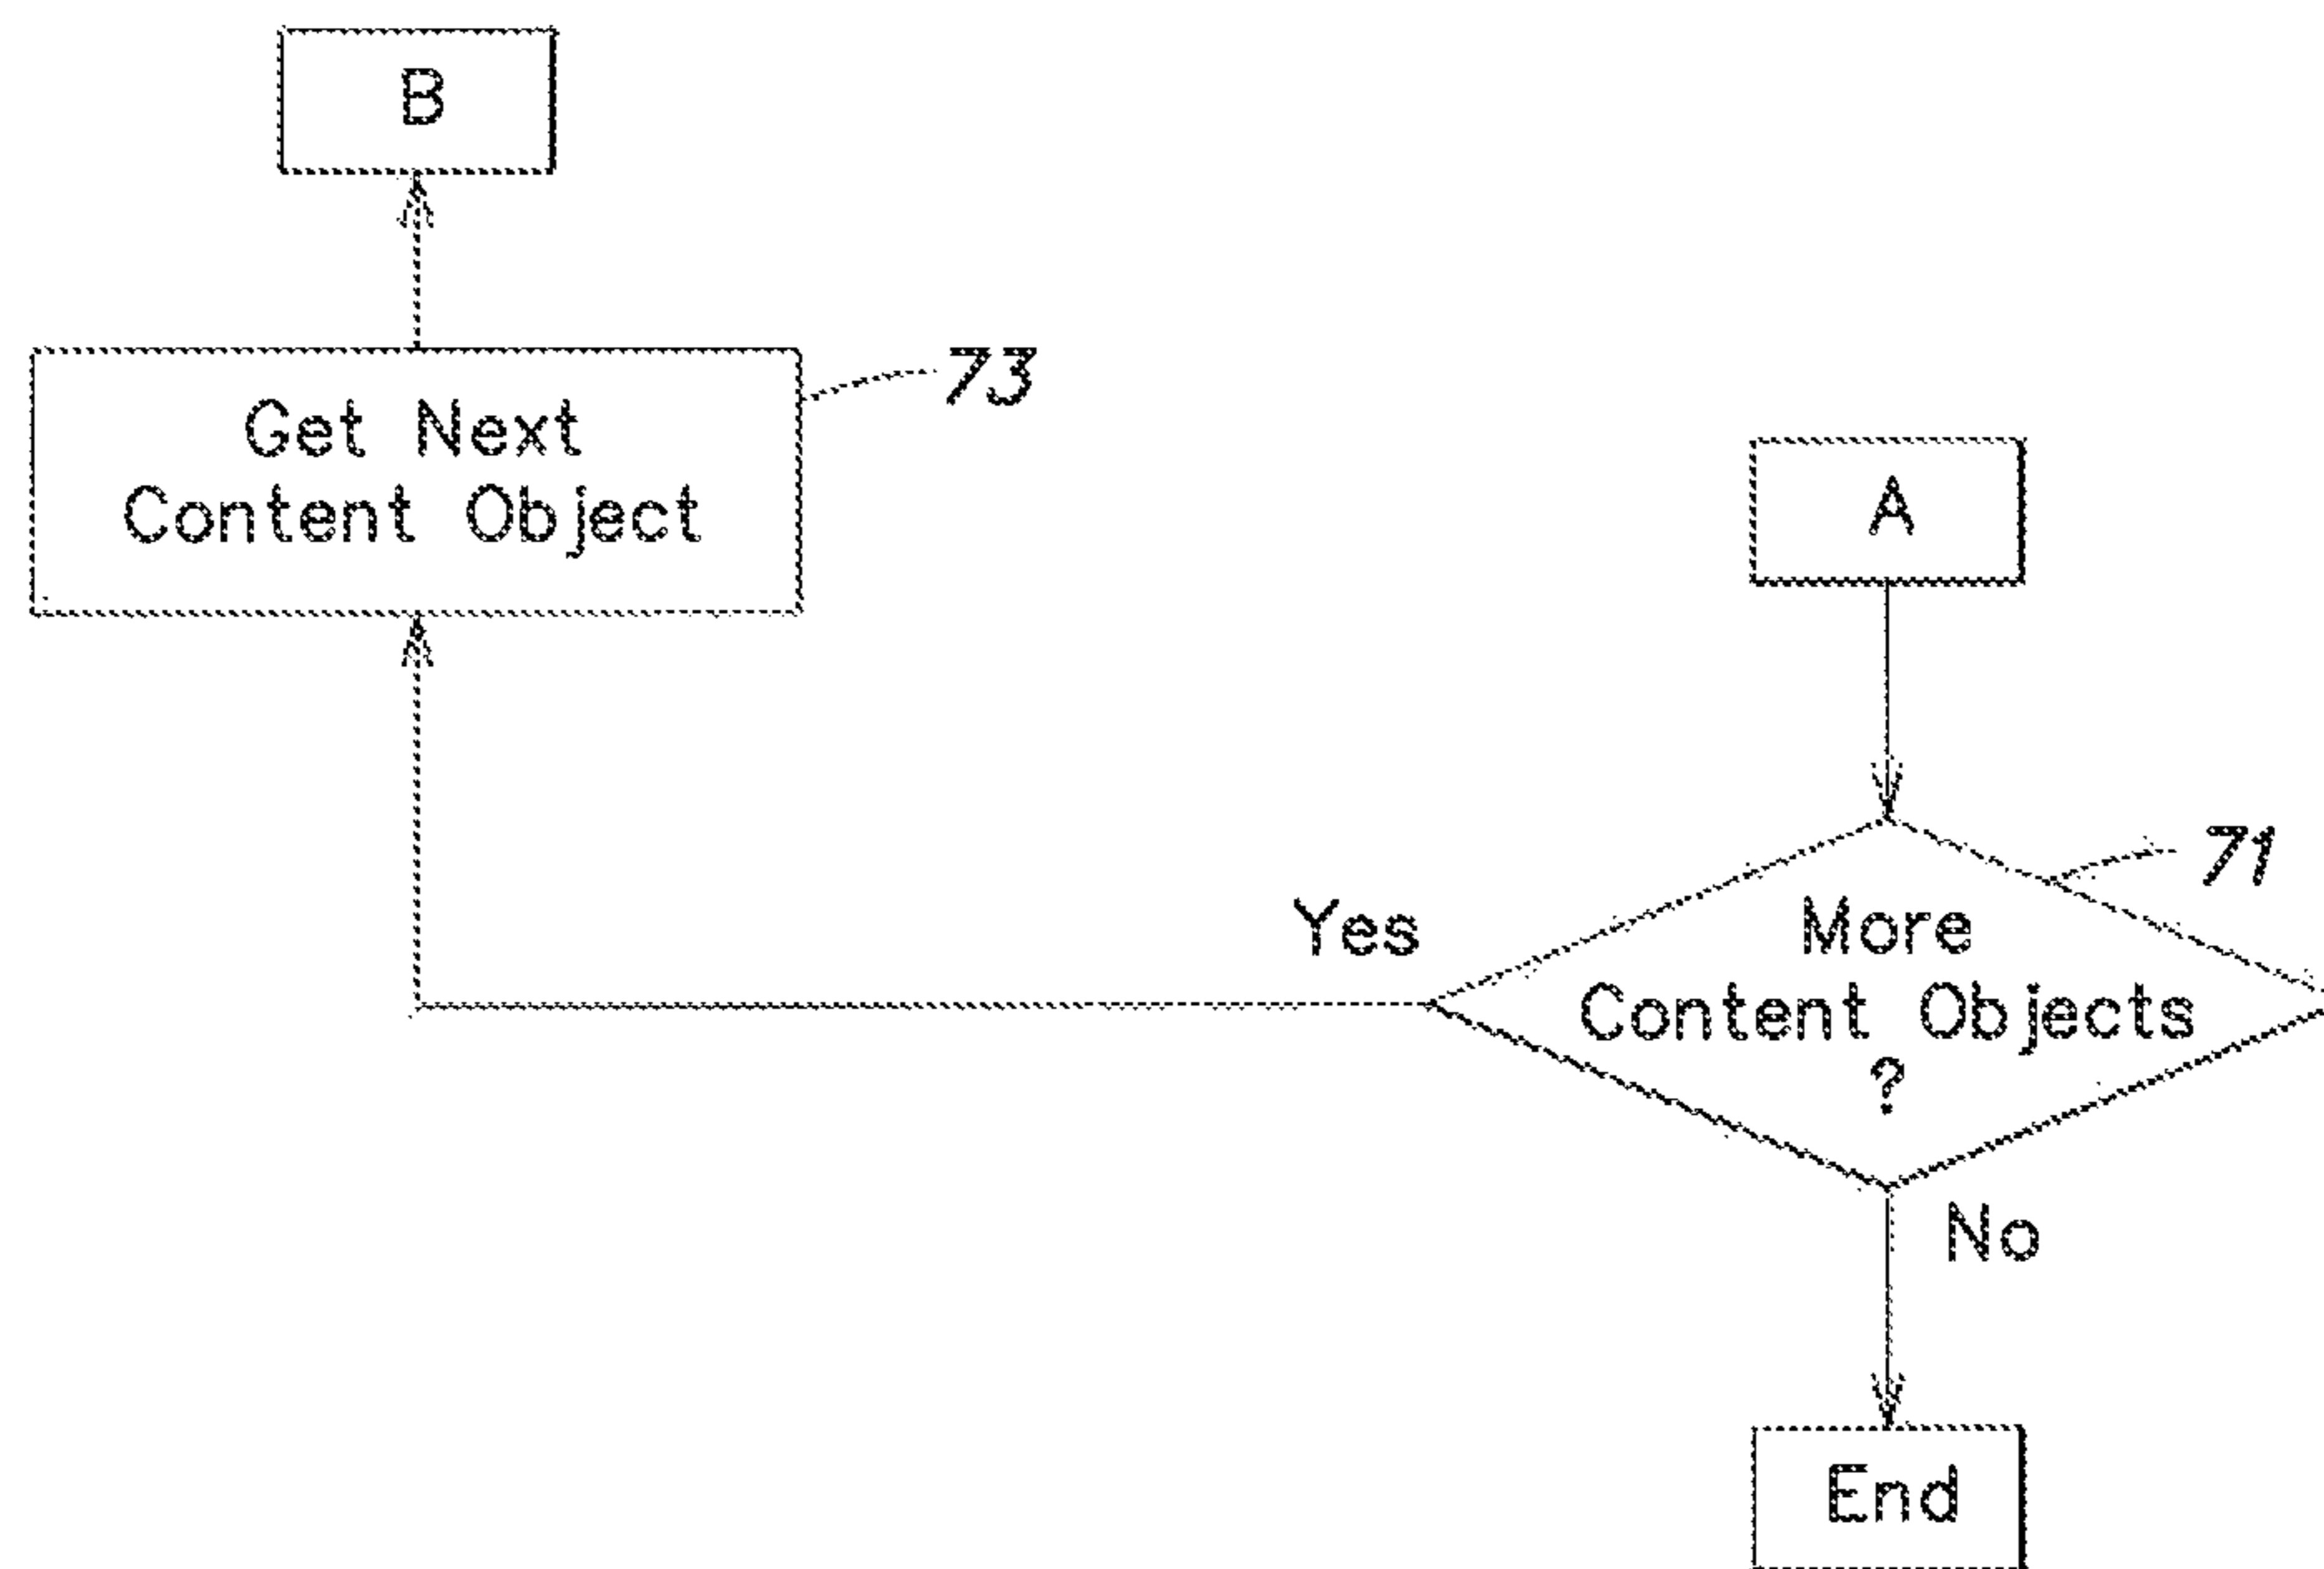 B
Get Next
Content Object
73
A
71
Yes
More
Content Objects
?
No
End